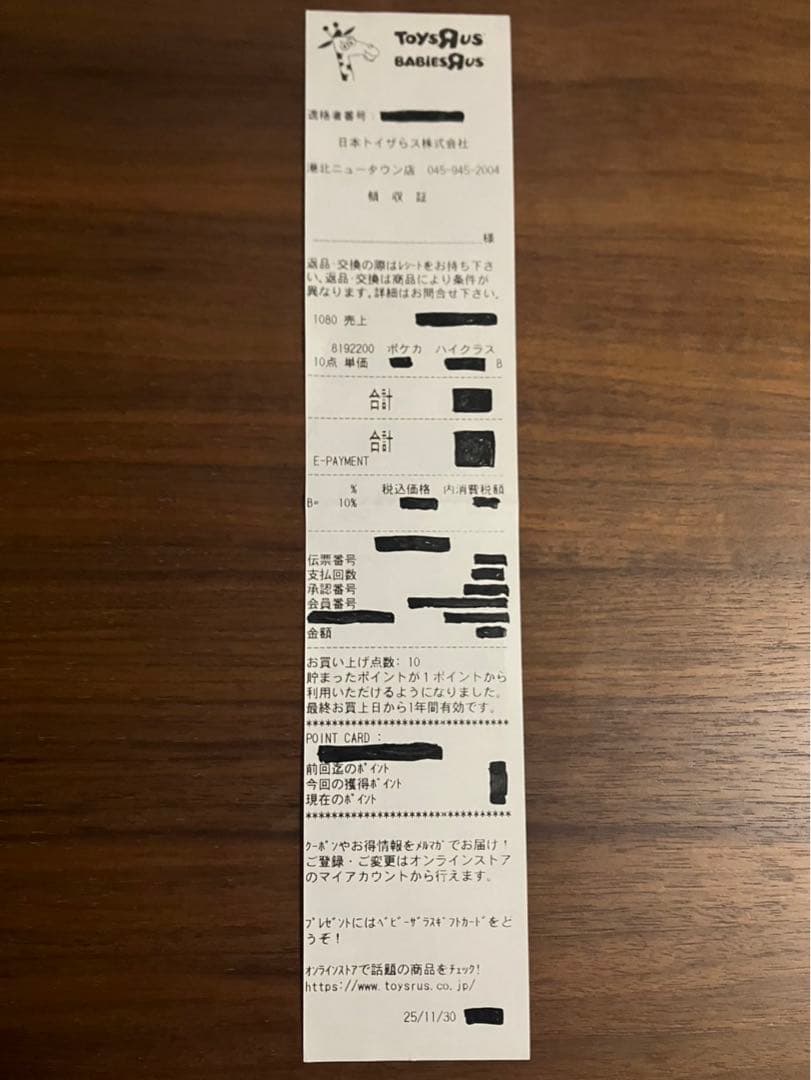 TOYSЯUS
BABIESЯUS
適格者番号:
日本トイザらス株式会社
港北ニュータウン店 045-945-2004
領 収 証
様
返品・交換の際はレシートをお持ち下さ
い。返品・交換は商品により条件が
異なります。詳細はお問合せ下さい。
1080 売上
8192200 ポケカ ハイクラス
10点 単価 B
合計
合計
E-PAYMENT
% 税込価格 内消費税額
B= 10%
伝票番号
支払回数
承認番号
会員番号
金額
お買い上げ点数: 10
貯まったポイントが1ポイントから
利用いただけるようになりました。
最終お買上日から1年間有効です。
**********************************
POINT CARD :
前回迄のポイント
今回の獲得ポイント
現在のポイント
**********************************
クーポンやお得情報をメルマガでお届け!
ご登録・ご変更はオンラインストア
のマイアカウントから行えます。
プレゼントにはベビーザラスギフトカードをど
うぞ!
オンラインストアで話題の商品をチェック!
https://www.toysrus.co.jp/
25/11/30